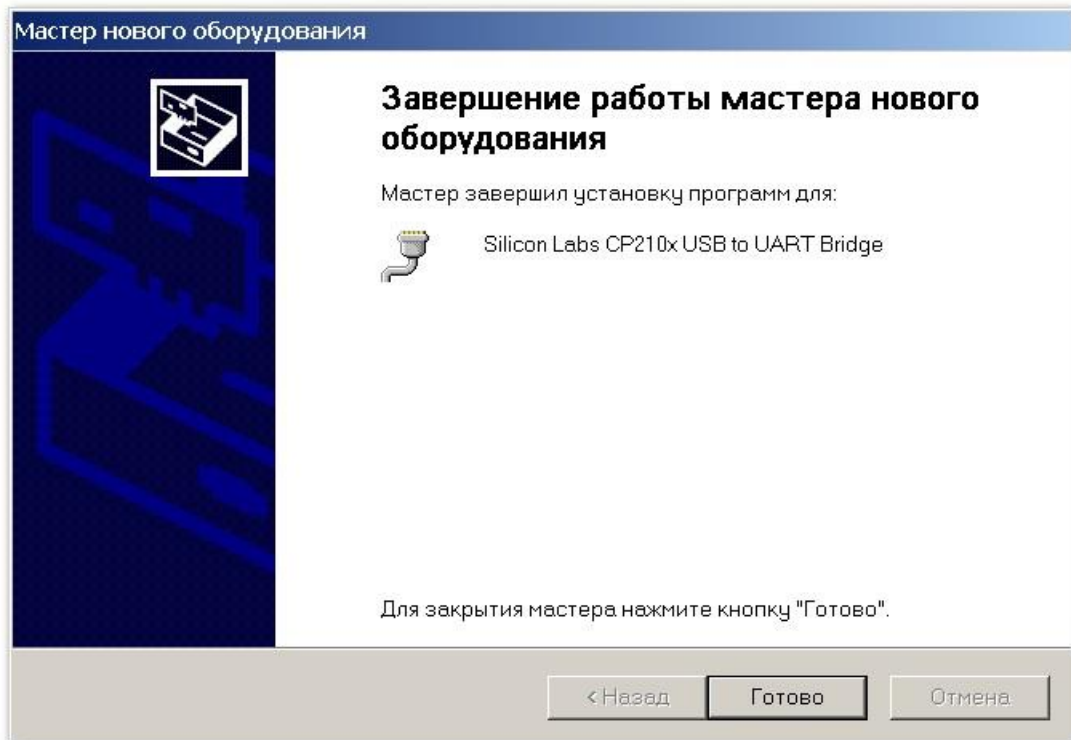 Мастер нового оборудования
Завершение работы мастера нового
оборудования
Мастер завершил установку программ для:
Silicon Labs CP210x USB to UART Bridge
Для закрытия мастера нажмите кнопку "Готово".
< Назад
Готово
Отмена